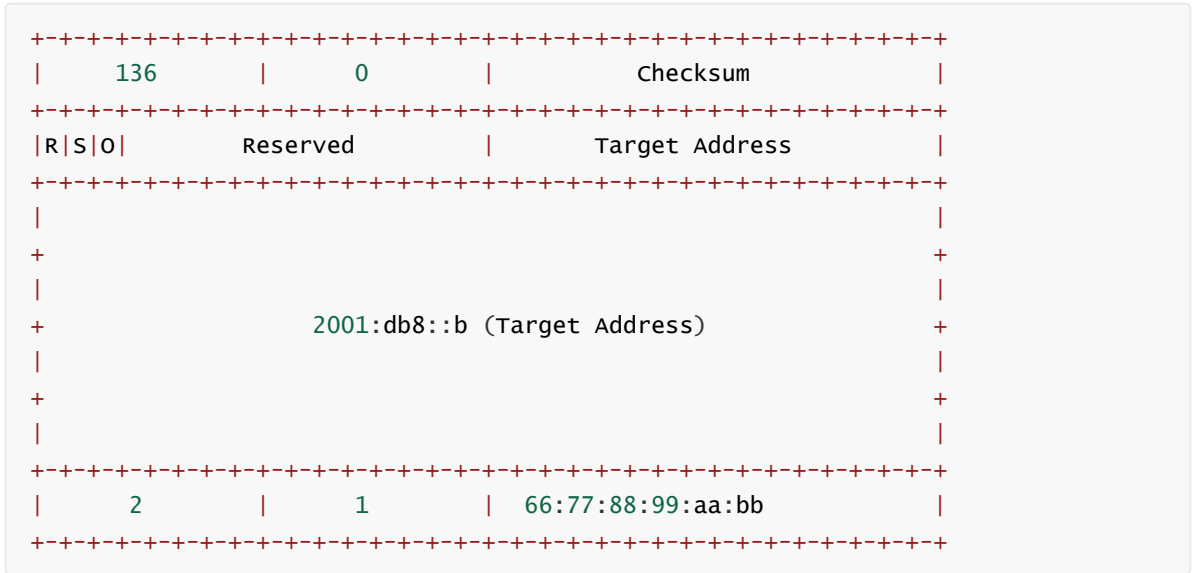 +-+-+-+-+-+-+-+-+-+-+-+-+-+-+-+-+-+-+-+-+-+-+-+-+-+-+-+-+-+-+-+-+
|     136       |      0        |          Checksum             |
+-+-+-+-+-+-+-+-+-+-+-+-+-+-+-+-+-+-+-+-+-+-+-+-+-+-+-+-+-+-+-+-+
|R|S|O|        Reserved         |       Target Address          |
+-+-+-+-+-+-+-+-+-+-+-+-+-+-+-+-+-+-+-+-+-+-+-+-+-+-+-+-+-+-+-+-+
|                                                               |
+                                                               +
|                                                               |
+                   2001:db8::b (Target Address)                +
|                                                               |
+                                                               +
|                                                               |
+-+-+-+-+-+-+-+-+-+-+-+-+-+-+-+-+-+-+-+-+-+-+-+-+-+-+-+-+-+-+-+-+
|      2        |      1        |  66:77:88:99:aa:bb            |
+-+-+-+-+-+-+-+-+-+-+-+-+-+-+-+-+-+-+-+-+-+-+-+-+-+-+-+-+-+-+-+-+